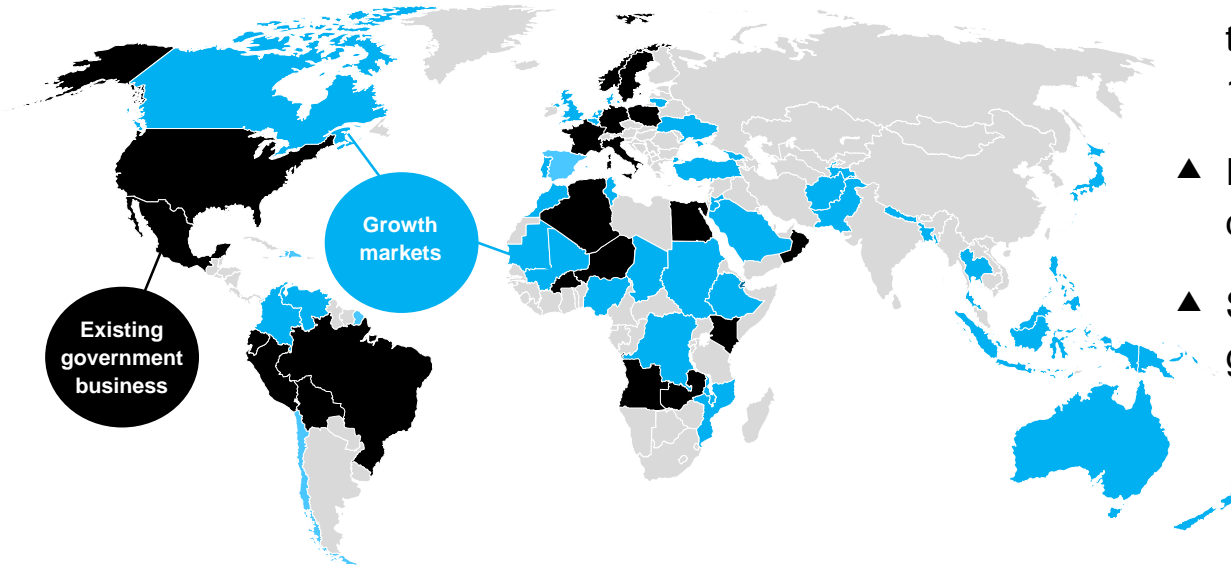 Growth
markets
Existing
government
business
▲
▲